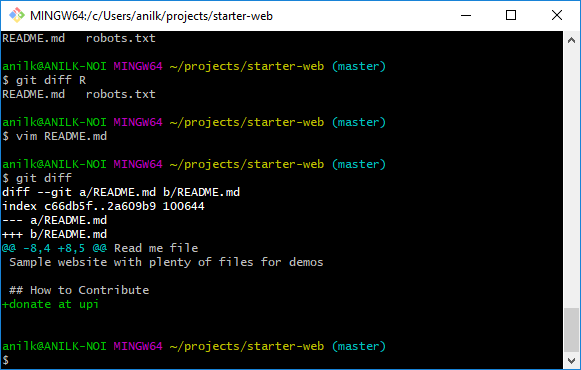 MINGW64:/c/Users/anilk/projects/starter-web
README.md   robots.txt
anilk@ANILK-NOI MINGW64 ~/projects/starter-web (master)
$ git diff R
README.md   robots.txt
anilk@ANILK-NOI MINGW64 ~/projects/starter-web (master)
$ vim README.md
anilk@ANILK-NOI MINGW64 ~/projects/starter-web (master)
$ git diff
diff --git a/README.md b/README.md
index c66db5f..2a609b9 100644
--- a/README.md
+++ b/README.md
@@ -8,4 +8,5 @@ Read me file
 Sample website with plenty of files for demos
 ## How to Contribute
+donate at upi
anilk@ANILK-NOI MINGW64 ~/projects/starter-web (master)
$